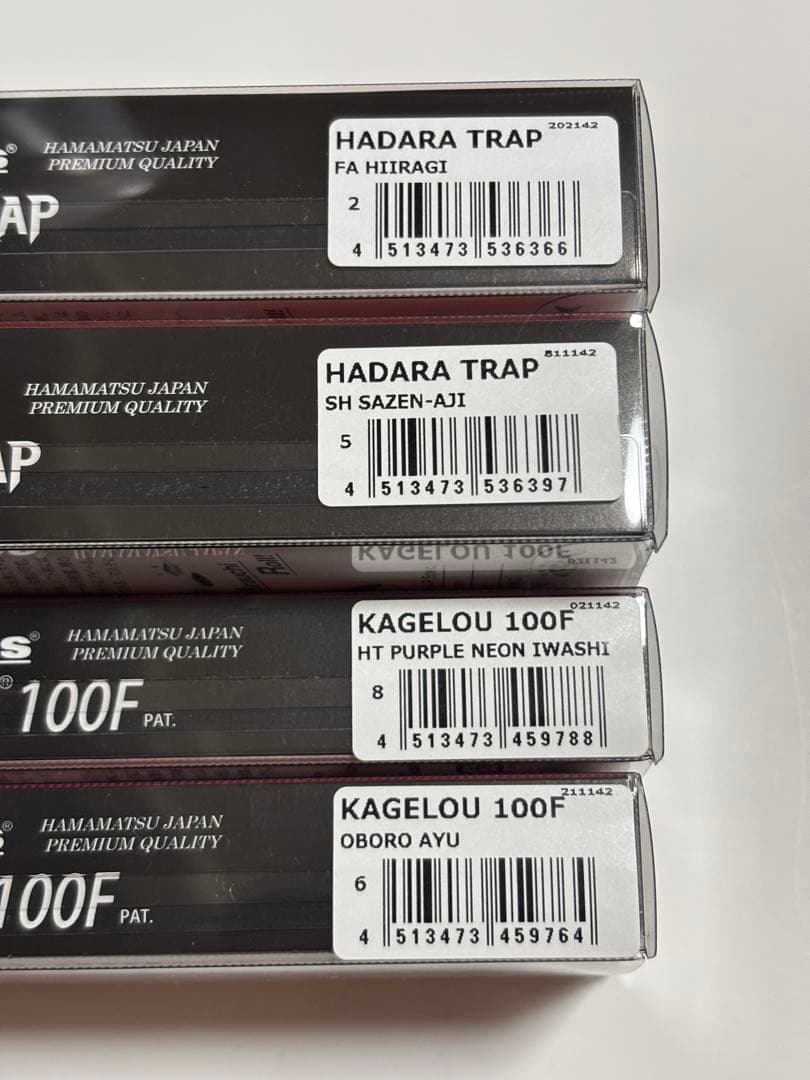 HAMAMATSU JAPAN
PREMIUM QUALITY
AP
202142
HADARA TRAP
FA HIIRAGI
2
4 513473 536366
HAMAMATSU JAPAN
PREMIUM QUALITY
AP
811142
HADARA TRAP
SH SAZEN-AJI
5
4 513473 536397
KAGELOU 100F
S® HAMAMATSU JAPAN
PREMIUM QUALITY
® 100F PAT.
021142
KAGELOU 100F
HT PURPLE NEON IWASHI
8
4 513473 459788
® HAMAMATSU JAPAN
PREMIUM QUALITY
100F PAT.
211142
KAGELOU 100F
OBORO AYU
6
4 513473 459764